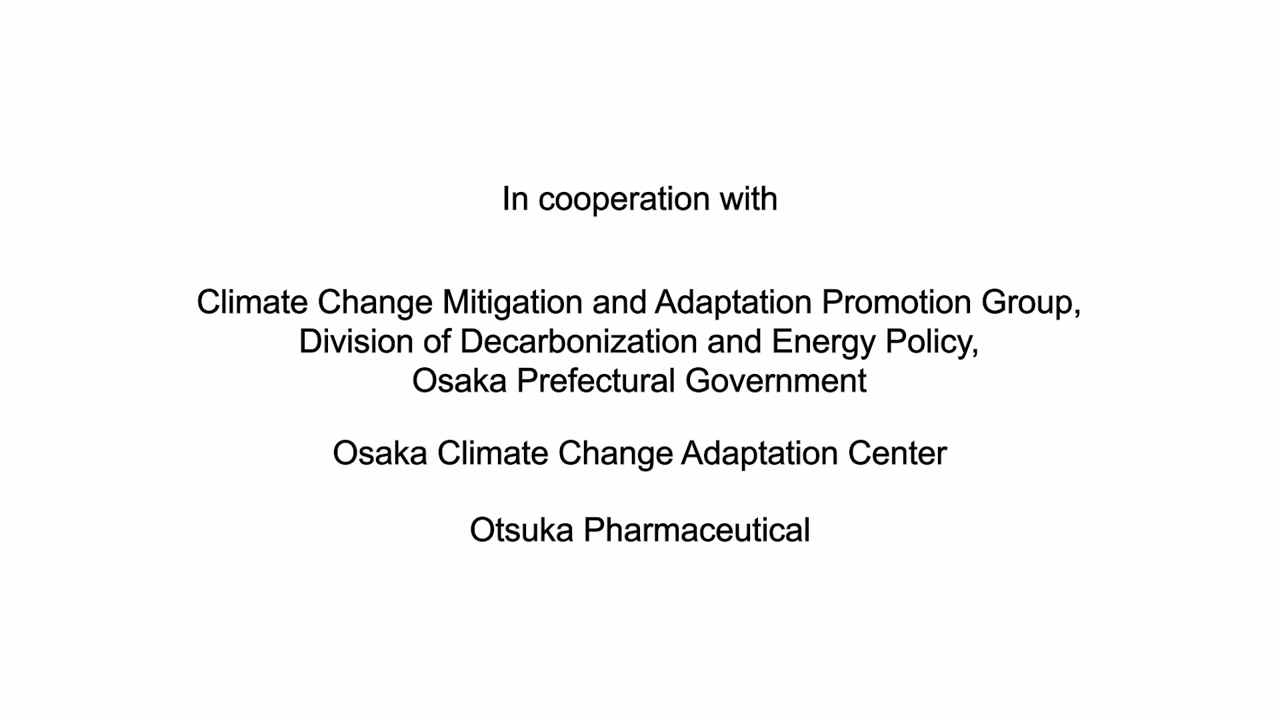 In cooperation with
Climate Change Mitigation and Adaptation Promotion Group,
Division of Decarbonization and Energy Policy,
Osaka Prefectural Government
Osaka Climate Change Adaptation Center
Otsuka Pharmaceutical